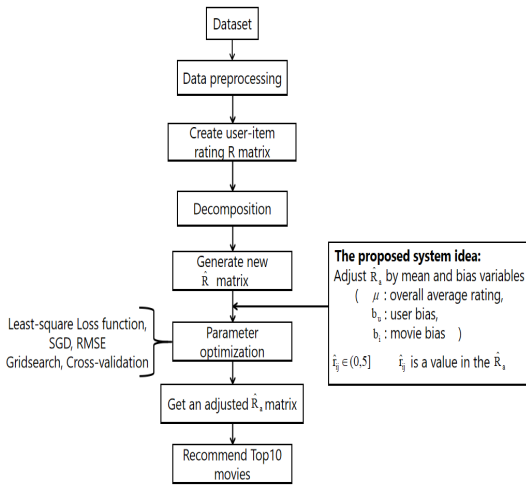 Dataset
Data preprocessing
Create user-item
rating R matrix
Decomposition
Generate new
R̂ matrix
The proposed system idea:
Adjust R̂ₐ by mean and bias variables
( μ : overall average rating,
bᵤ : user bias,
bᵢ : movie bias )
r̂ᵢⱼ ∈ (0,5] r̂ᵢⱼ is a value in the R̂ₐ
Least-square Loss function,
SGD, RMSE
Gridsearch, Cross-validation
Parameter
optimization
Get an adjusted R̂ₐ matrix
Recommend Top10
movies